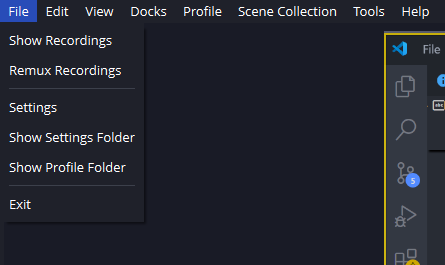 File Edit View Docks Profile Scene Collection Tools Help
Show Recordings
Remux Recordings
Settings
Show Settings Folder
Show Profile Folder
Exit
File
abc
5